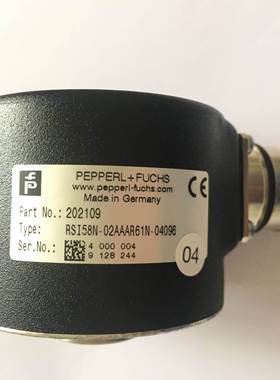 PEPPERL+FUCHS
www.pepperl-fuchs.com
Made in Germany
CE
Part No.: 202109
Type: RSI58N-02AAAR61N-04096
Ser.No.: 4 000 004
9 128 244
04